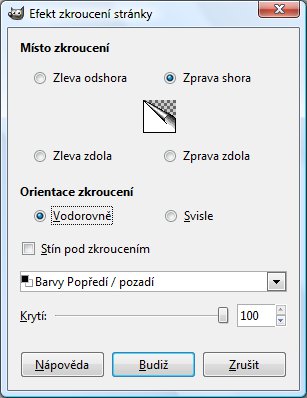 Efekt zkroucení stránky
Místo zkroucení
Zleva odshora Zprava shora
Zleva zdola Zprava zdola
Orientace zkroucení
Vodorovně Svisle
Stín pod zkroucením
Barvy Popředí / pozadí
Krytí: 100
Nápověda Budiž Zrušit